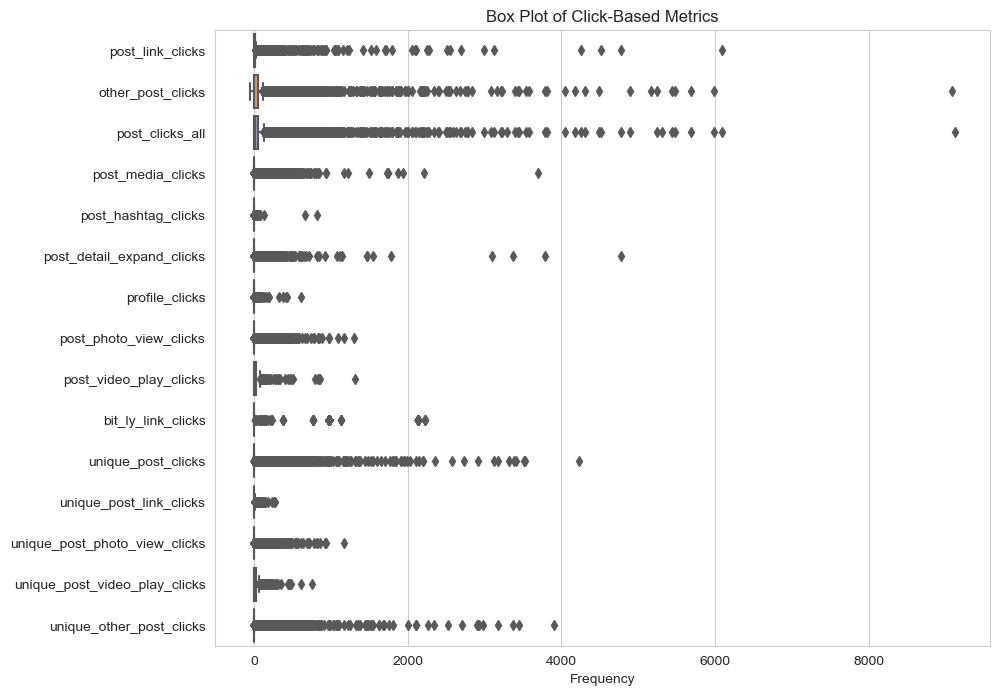 Box Plot of Click-Based Metrics
post_link_clicks
other_post_clicks
post_clicks_all
post_media_clicks
post_hashtag_clicks
post_detail_expand_clicks
profile_clicks
post_photo_view_clicks
post_video_play_clicks
bit_ly_link_clicks
unique_post_clicks
unique_post_link_clicks
unique_post_photo_view_clicks
unique_post_video_play_clicks
unique_other_post_clicks
0 2000 4000 6000 8000
Frequency